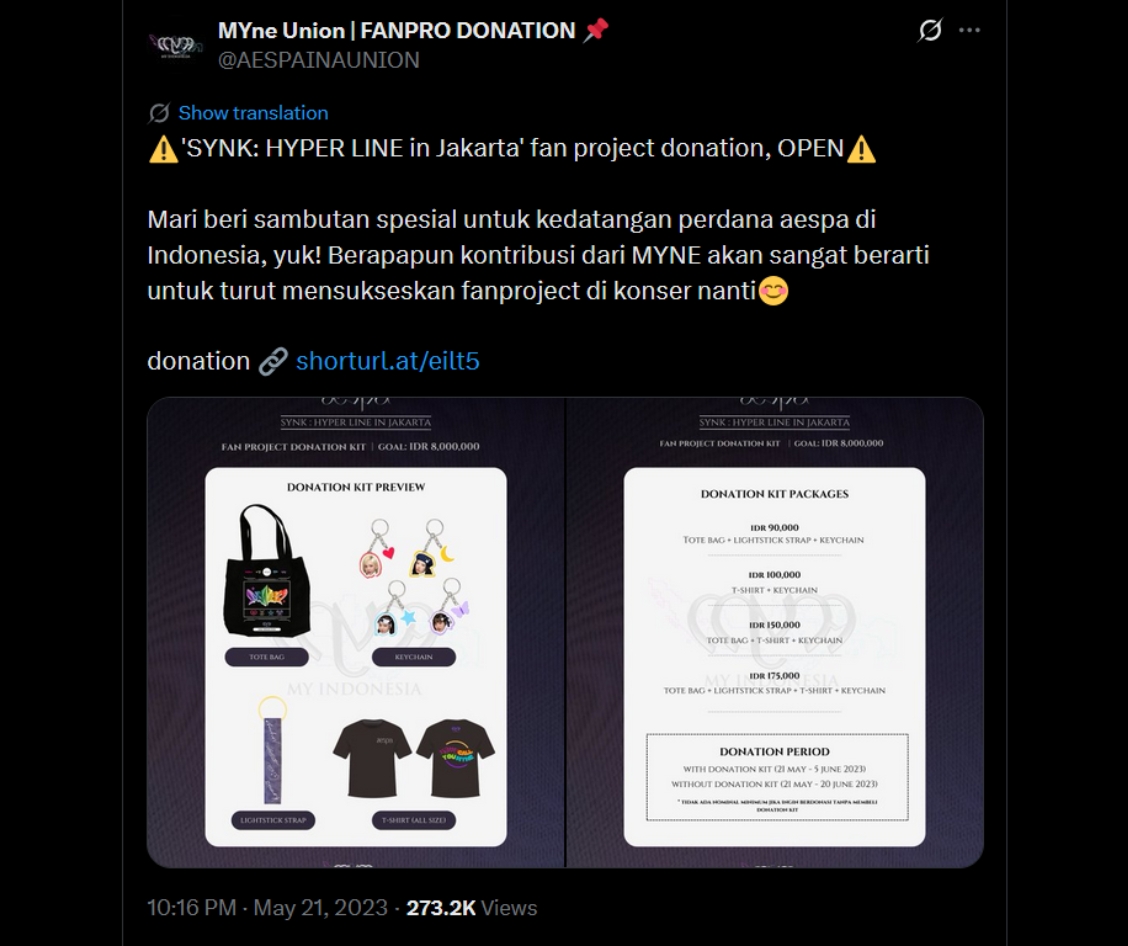 MYne Union | FANPRO DONATION 📌
@AESPAINAUNION
Show translation
⚠️'SYNK: HYPER LINE in Jakarta' fan project donation, OPEN⚠️
Mari beri sambutan spesial untuk kedatangan perdana aespa di
Indonesia, yuk! Berapapun kontribusi dari MYNE akan sangat berarti
untuk turut mensukseskan fanproject di konser nanti😊
donation 🔗 shorturl.at/eilt5
aespa
SYNK : HYPER LINE IN JAKARTA
FAN PROJECT DONATION KIT | GOAL: IDR 8,000,000
DONATION KIT PREVIEW
TOTE BAG
KEYCHAIN
MY INDONESIA
aespa
LIGHTSTICK STRAP
T-SHIRT (ALL SIZE)
aespa
SYNK : HYPER LINE IN JAKARTA
FAN PROJECT DONATION KIT | GOAL: IDR 8,000,000
DONATION KIT PACKAGES
IDR 90,000
TOTE BAG + LIGHTSTICK STRAP + KEYCHAIN
IDR 100,000
T-SHIRT + KEYCHAIN
IDR 150,000
TOTE BAG + T-SHIRT + KEYCHAIN
MY INDONESIA
IDR 175,000
TOTE BAG + LIGHTSTICK STRAP + T-SHIRT + KEYCHAIN
DONATION PERIOD
WITH DONATION KIT (21 MAY - 5 JUNE 2023)
WITHOUT DONATION KIT (21 MAY - 20 JUNE 2023)
* TIDAK ADA NOMINAL MINIMUM JIKA INGIN BERDONASI TANPA MEMBELI
DONATION KIT
10:16 PM · May 21, 2023 · 273.2K Views